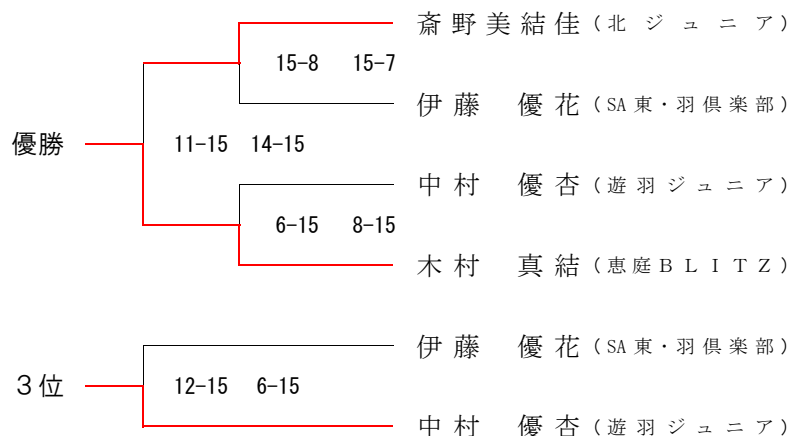 斎野美結佳(北ジュニア)
15-8 15-7
伊藤 優花(SA東・羽倶楽部)
優勝 11-15 14-15
中村 優杏(遊羽ジュニア)
6-15 8-15
木村 真結(恵庭BLITZ)
伊藤 優花(SA東・羽倶楽部)
3位 12-15 6-15
中村 優杏(遊羽ジュニア)